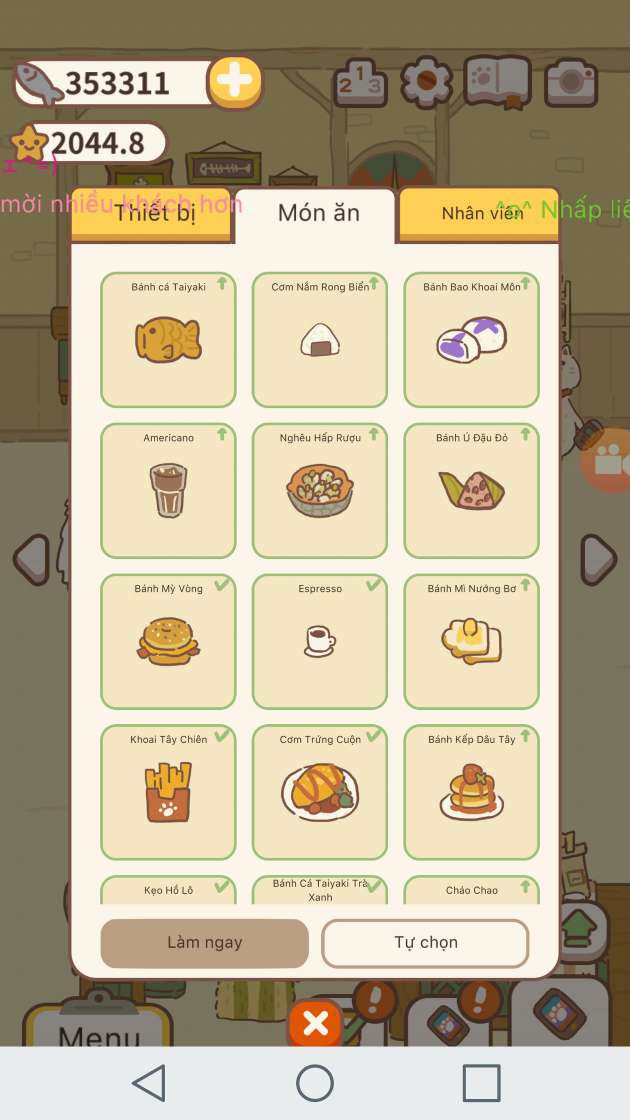 353311
1 2 3
2044.8
mời nhiều khách hơn
^o^ Nhấp liê
Thiết bị
Món ăn
Nhân viên
Bánh cá Taiyaki
Cơm Nắm Rong Biển
Bánh Bao Khoai Môn
Americano
Nghêu Hấp Rượu
Bánh Ú Đậu Đỏ
Bánh Mỳ Vòng
Espresso
Bánh Mì Nướng Bơ
Khoai Tây Chiên
Cơm Trứng Cuộn
Bánh Kếp Dâu Tây
Kẹo Hồ Lô
Bánh Cá Taiyaki Trà
Xanh
Cháo Chao
Làm ngay
Tự chọn
Menu